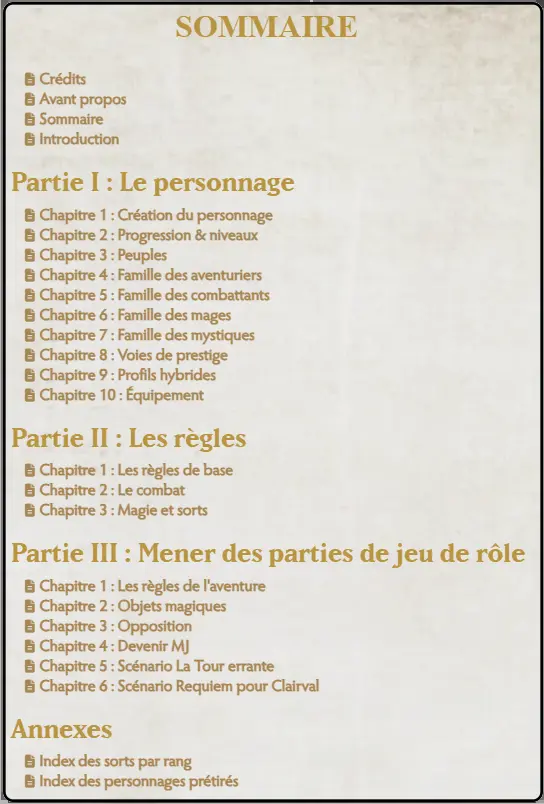 SOMMAIRE
Crédits
Avant propos
Sommaire
Introduction
Partie I : Le personnage
Chapitre 1 : Création du personnage
Chapitre 2 : Progression & niveaux
Chapitre 3 : Peuples
Chapitre 4 : Famille des aventuriers
Chapitre 5 : Famille des combattants
Chapitre 6 : Famille des mages
Chapitre 7 : Famille des mystiques
Chapitre 8 : Voies de prestige
Chapitre 9 : Profils hybrides
Chapitre 10 : Équipement
Partie II : Les règles
Chapitre 1 : Les règles de base
Chapitre 2 : Le combat
Chapitre 3 : Magie et sorts
Partie III : Mener des parties de jeu de rôle
Chapitre 1 : Les règles de l'aventure
Chapitre 2 : Objets magiques
Chapitre 3 : Opposition
Chapitre 4 : Devenir MJ
Chapitre 5 : Scénario La Tour errante
Chapitre 6 : Scénario Requiem pour Clairval
Annexes
Index des sorts par rang
Index des personnages prétirés